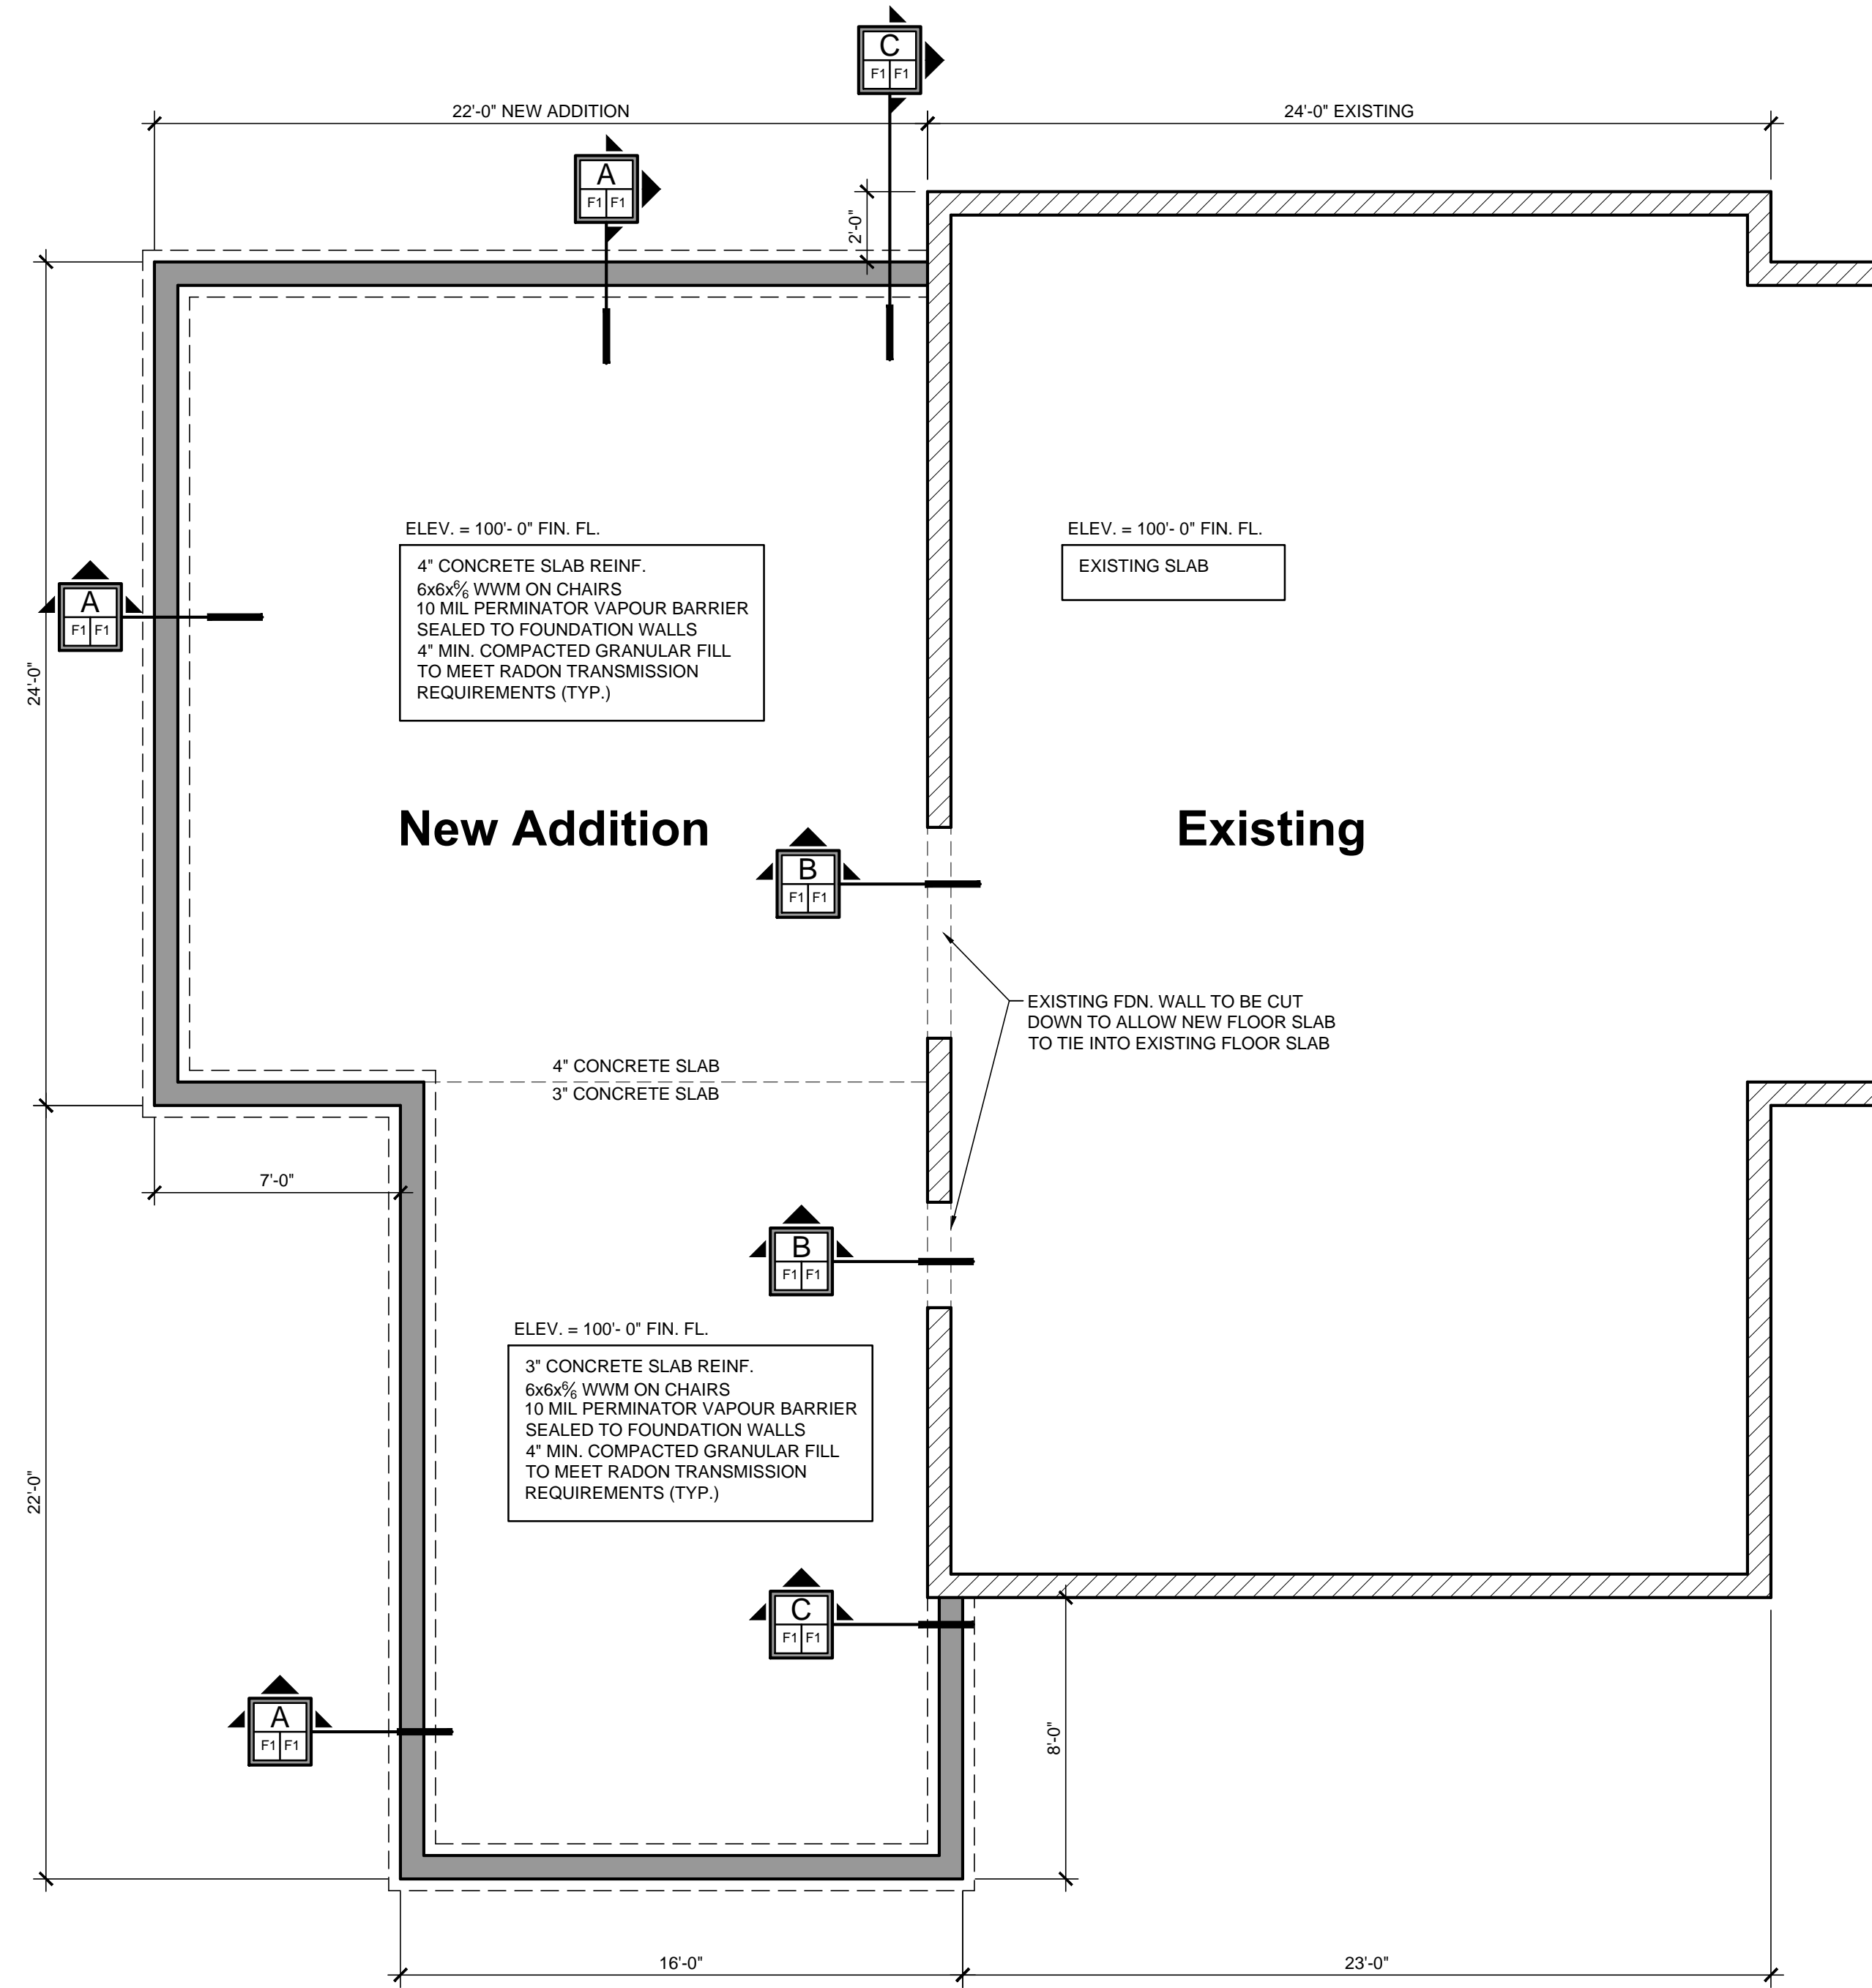 C
F1 F1
22'-0" NEW ADDITION
24'-0" EXISTING
A
F1 F1
2'-0"
ELEV. = 100'- 0" FIN. FL.
4" CONCRETE SLAB REINF.
6x6x6/6 WWM ON CHAIRS
10 MIL PERMINATOR VAPOUR BARRIER
SEALED TO FOUNDATION WALLS
4" MIN. COMPACTED GRANULAR FILL
TO MEET RADON TRANSMISSION
REQUIREMENTS (TYP.)
ELEV. = 100'- 0" FIN. FL.
EXISTING SLAB
A
F1 F1
24'-0"
New Addition
Existing
B
F1 F1
EXISTING FDN. WALL TO BE CUT
DOWN TO ALLOW NEW FLOOR SLAB
TO TIE INTO EXISTING FLOOR SLAB
4" CONCRETE SLAB
3" CONCRETE SLAB
7'-0"
B
F1 F1
ELEV. = 100'- 0" FIN. FL.
3" CONCRETE SLAB REINF.
6x6x6/6 WWM ON CHAIRS
10 MIL PERMINATOR VAPOUR BARRIER
SEALED TO FOUNDATION WALLS
4" MIN. COMPACTED GRANULAR FILL
TO MEET RADON TRANSMISSION
REQUIREMENTS (TYP.)
22'-0"
C
F1 F1
A
F1 F1
8'-0"
16'-0"
23'-0"